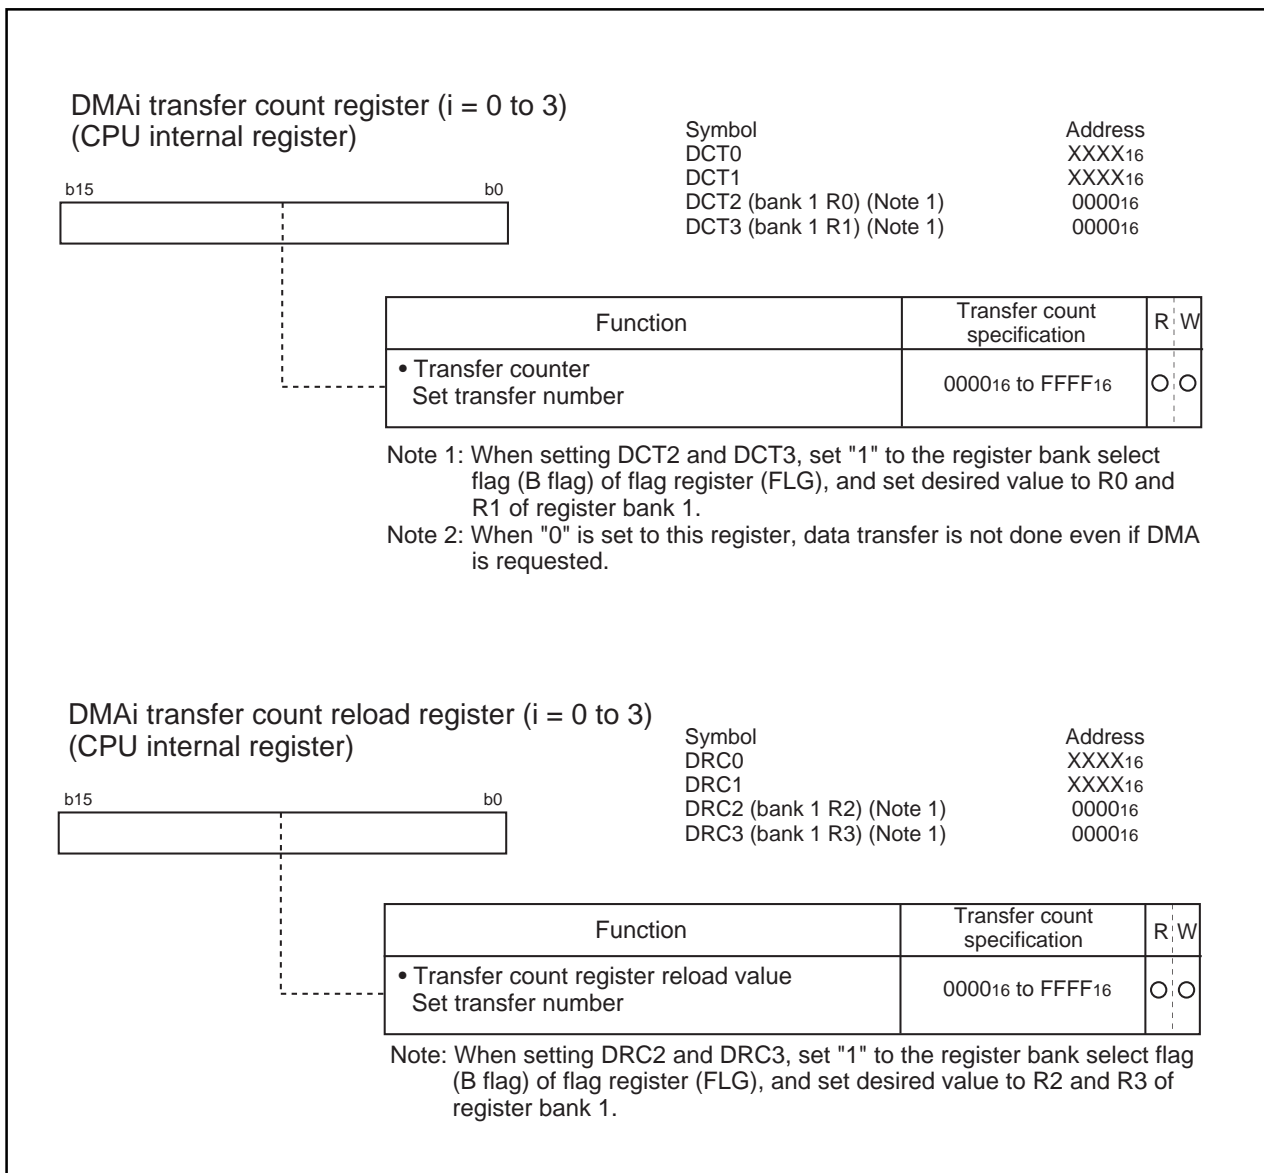 DMAi transfer count register (i = 0 to 3)
(CPU internal register)
Symbol Address
DCT0 XXXX16
DCT1 XXXX16
DCT2 (bank 1 R0) (Note 1) 000016
DCT3 (bank 1 R1) (Note 1) 000016
b15 b0
Function Transfer count specification R W
• Transfer counter
Set transfer number
000016 to FFFF16
Note 1: When setting DCT2 and DCT3, set "1" to the register bank select
flag (B flag) of flag register (FLG), and set desired value to R0 and
R1 of register bank 1.
Note 2: When "0" is set to this register, data transfer is not done even if DMA
is requested.
DMAi transfer count reload register (i = 0 to 3)
(CPU internal register)
Symbol Address
DRC0 XXXX16
DRC1 XXXX16
DRC2 (bank 1 R2) (Note 1) 000016
DRC3 (bank 1 R3) (Note 1) 000016
b15 b0
Function Transfer count specification R W
• Transfer count register reload value
Set transfer number
000016 to FFFF16
Note: When setting DRC2 and DRC3, set "1" to the register bank select flag
(B flag) of flag register (FLG), and set desired value to R2 and R3 of
register bank 1.